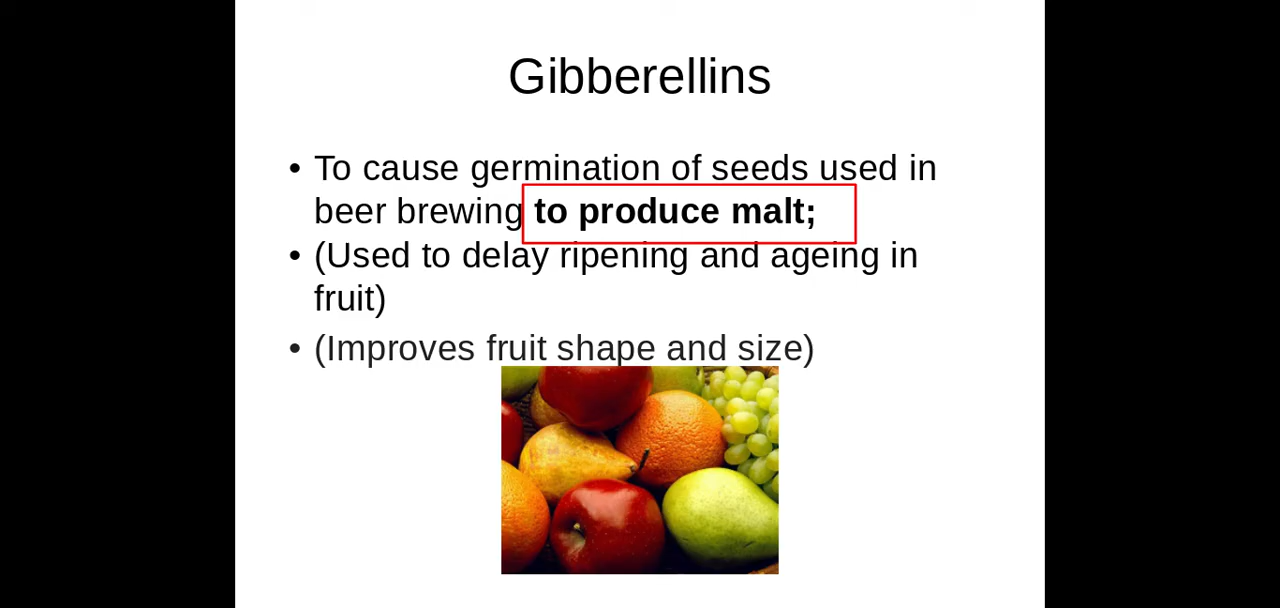 Gibberellins
• To cause germination of seeds used in
beer brewing to produce malt;
• (Used to delay ripening and ageing in
fruit)
• (Improves fruit shape and size)